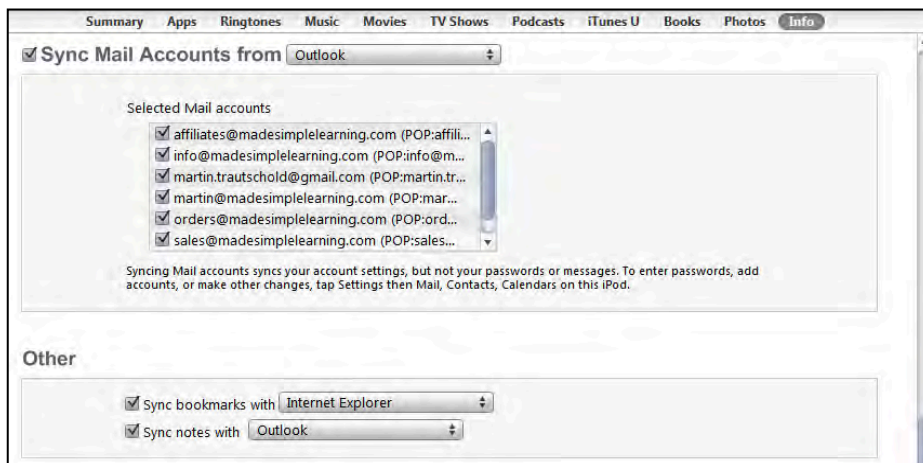 Summary Apps Ringtones Music Movies TV Shows Podcasts iTunes U Books Photos Info
Sync Mail Accounts from Outlook
Selected Mail accounts
affiliates@madesimplelearning.com (POP:affili...
info@madesimplelearning.com (POP:info@m...
martin.trautschold@gmail.com (POP:martin.tr...
martin@madesimplelearning.com (POP:mar...
orders@madesimplelearning.com (POP:ord...
sales@madesimplelearning.com (POP:sales...
Syncing Mail accounts syncs your account settings, but not your passwords or messages. To enter passwords, add
accounts, or make other changes, tap Settings then Mail, Contacts, Calendars on this iPod.
Other
Sync bookmarks with Internet Explorer
Sync notes with Outlook